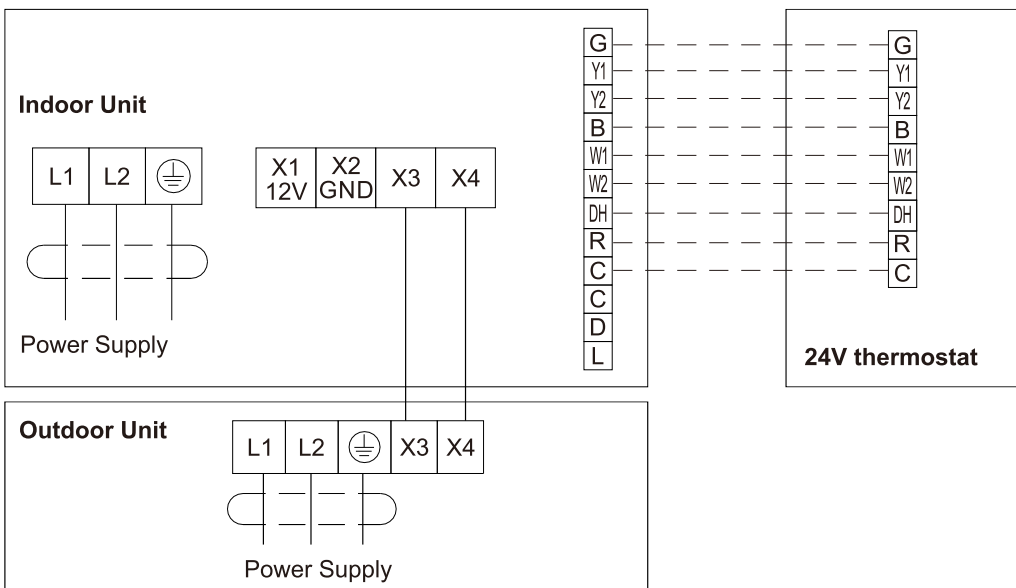 Indoor Unit
L1 L2
Power Supply
X1 12V X2 GND X3 X4
G
Y1
Y2
B
W1
W2
DH
R
C
C
D
L
G
Y1
Y2
B
W1
W2
DH
R
C
24V thermostat
Outdoor Unit
L1 L2 X3 X4
Power Supply